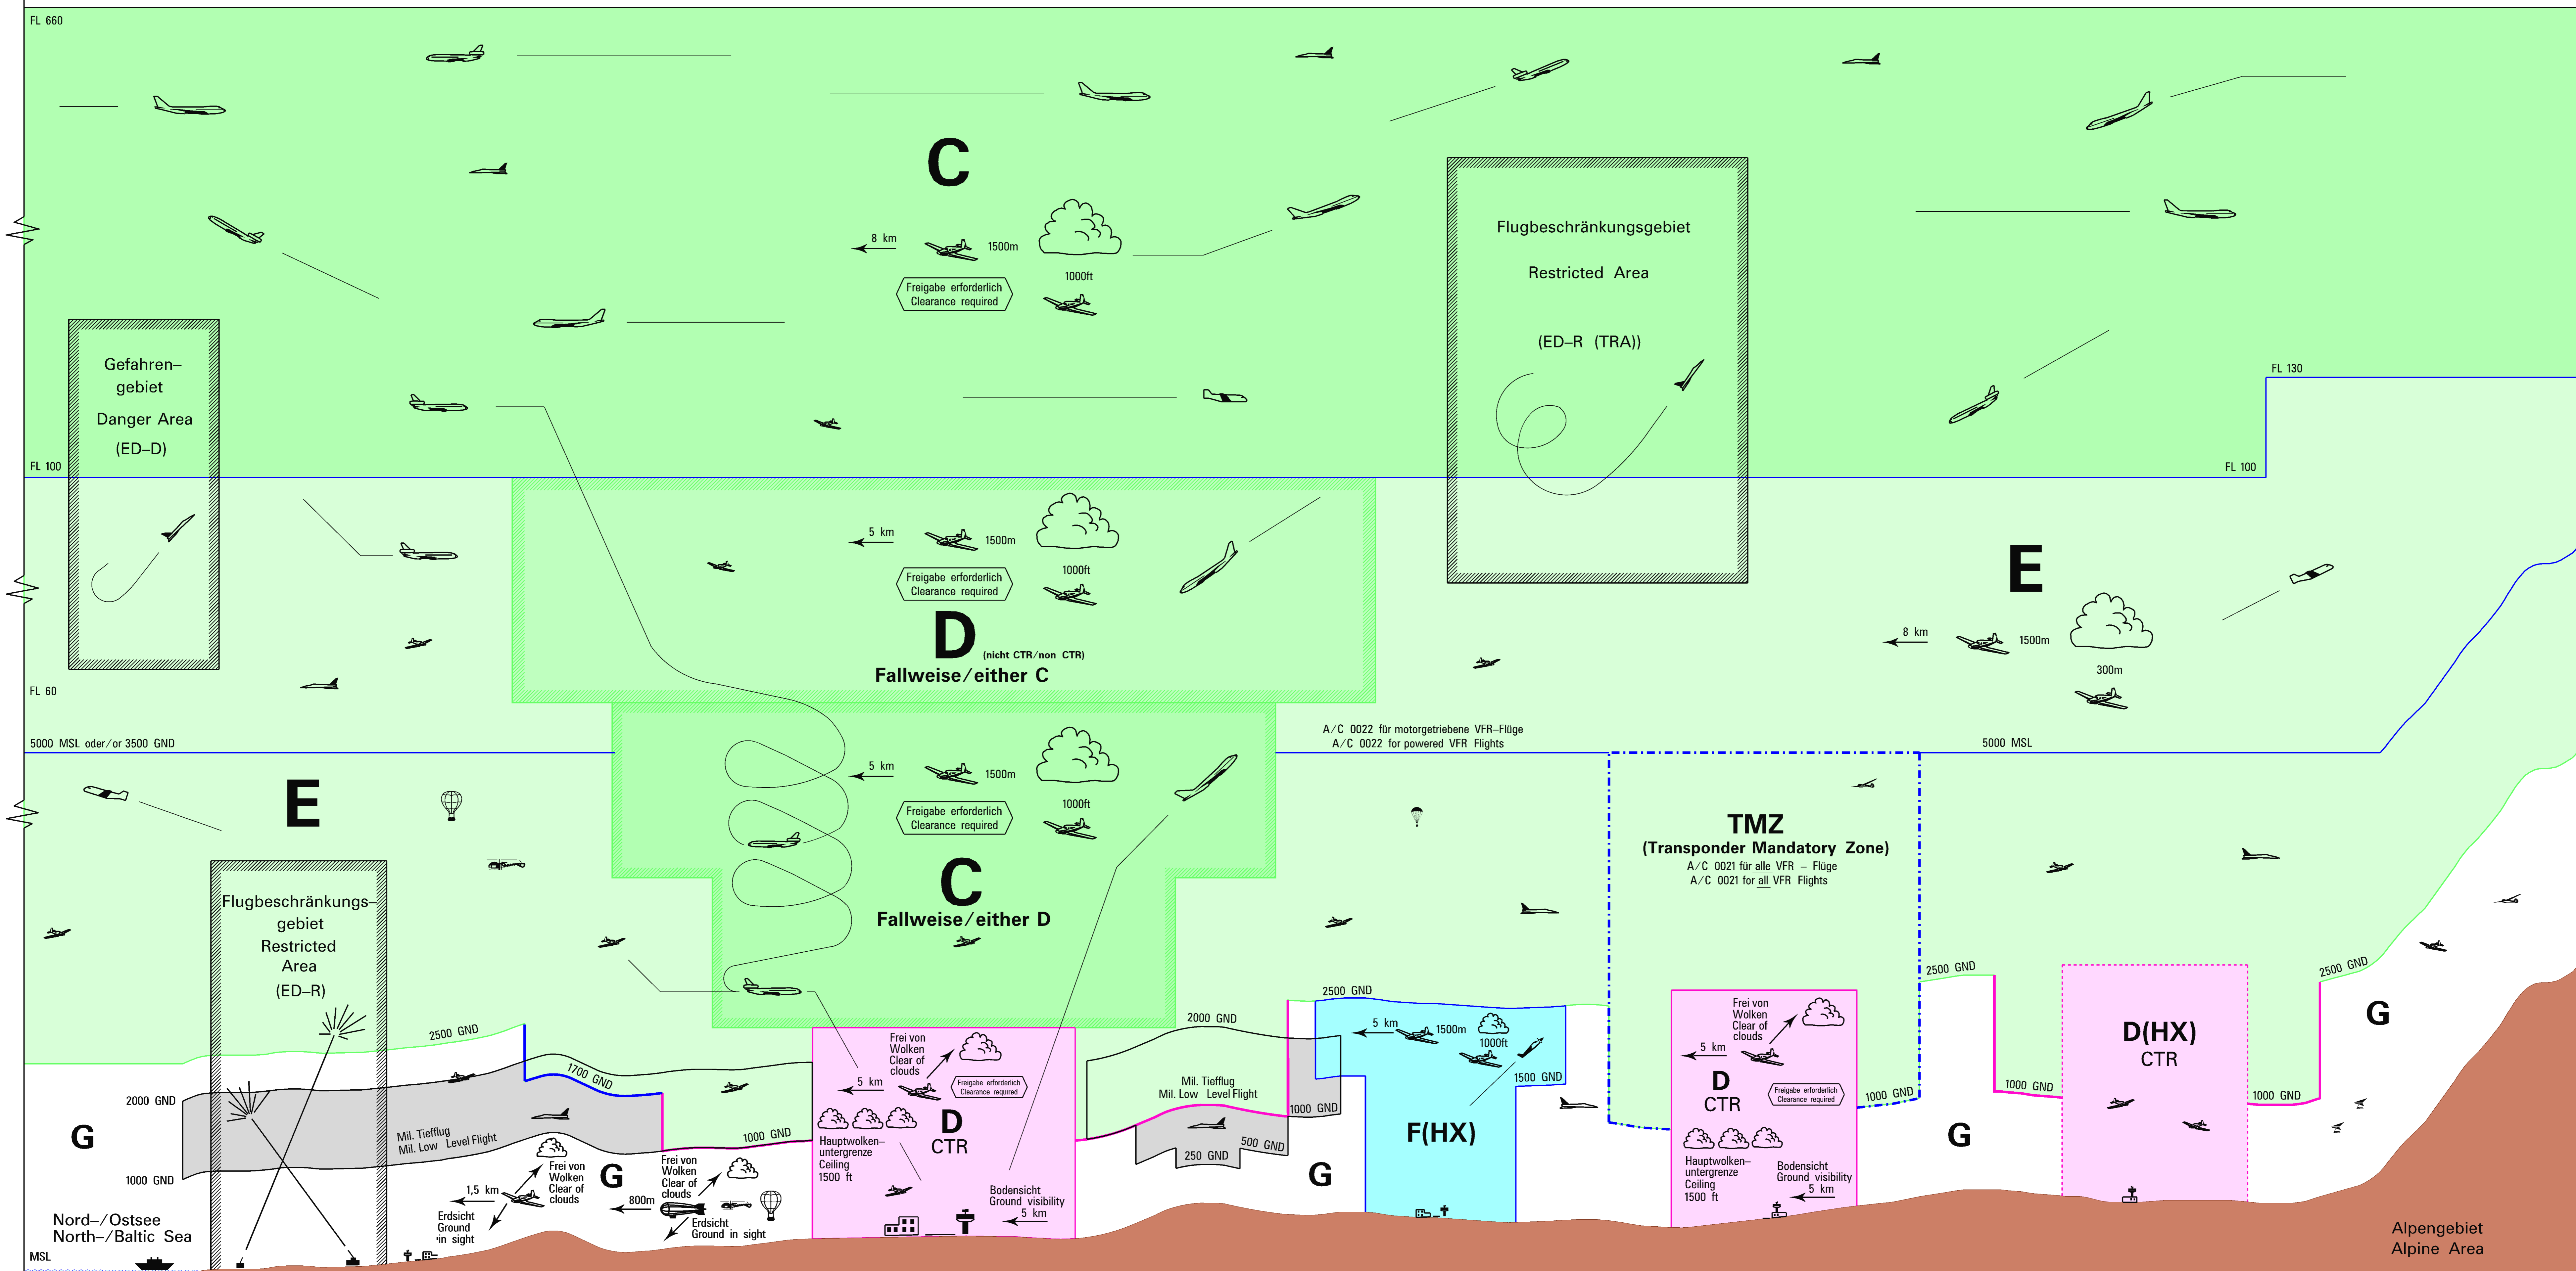 FL 660
C
8 km
1500m
1000ft
Freigabe erforderlich
Clearance required
Flugbeschränkungsgebiet
Restricted Area
(ED–R (TRA))
Gefahren–
gebiet
Danger Area
(ED–D)
FL 130
FL 100
FL 100
5 km
1500m
1000ft
Freigabe erforderlich
Clearance required
D
(nicht CTR/non CTR)
Fallweise/either C
E
8 km
1500m
300m
FL 60
5000 MSL oder/or 3500 GND
A/C 0022 für motorgetriebene VFR–Flüge
A/C 0022 for powered VFR Flights
5000 MSL
E
5 km
1500m
1000ft
Freigabe erforderlich
Clearance required
C
Fallweise/either D
TMZ
(Transponder Mandatory Zone)
A/C 0021 für alle VFR – Flüge
A/C 0021 for all VFR Flights
Flugbeschränkungs–
gebiet
Restricted
Area
(ED–R)
2500 GND
1700 GND
2000 GND
1000 GND
Mil. Tiefflug
Mil. Low Level Flight
G
Nord–/Ostsee
North–/Baltic Sea
MSL
1,5 km
Frei von
Wolken
Clear of
clouds
Erdsicht
Ground
in sight
G
800m
Frei von
Wolken
Clear of
clouds
Erdsicht
Ground in sight
1000 GND
Frei von
Wolken
Clear of
clouds
5 km
Freigabe erforderlich
Clearance required
D
CTR
Hauptwolken–
untergrenze
Ceiling
1500 ft
Bodensicht
Ground visibility
5 km
2000 GND
Mil. Tiefflug
Mil. Low Level Flight
1000 GND
500 GND
250 GND
G
2500 GND
5 km
1500m
1000ft
1500 GND
F(HX)
Frei von
Wolken
Clear of
clouds
5 km
D
CTR
Freigabe erforderlich
Clearance required
Hauptwolken–
untergrenze
Ceiling
1500 ft
Bodensicht
Ground visibility
5 km
1000 GND
2500 GND
G
1000 GND
D(HX)
CTR
1000 GND
2500 GND
G
Alpengebiet
Alpine Area